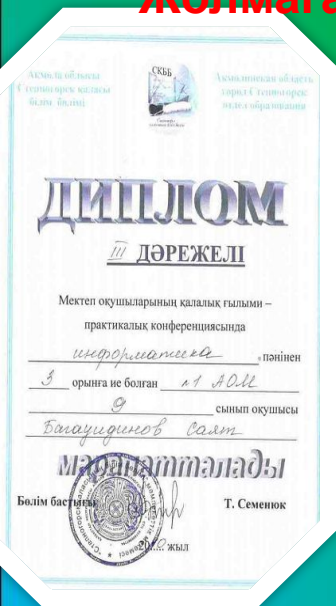 Жолмаға
СКББ
Ақмола облысы
Степногорск қаласы
білім бөлімі
Акмолинская область
город Степногорск
отдел образования
ДИПЛОМ
III ДӘРЕЖЕЛІ
Мектеп оқушыларының қалалық ғылыми –
практикалық конференциясында
информатика пәнінен
3 орынға ие болған №1 АОМ
9 сынып оқушысы
Багаудинов Саят
марапатталады
Бөлім бастығы Т. Семенюк
жыл